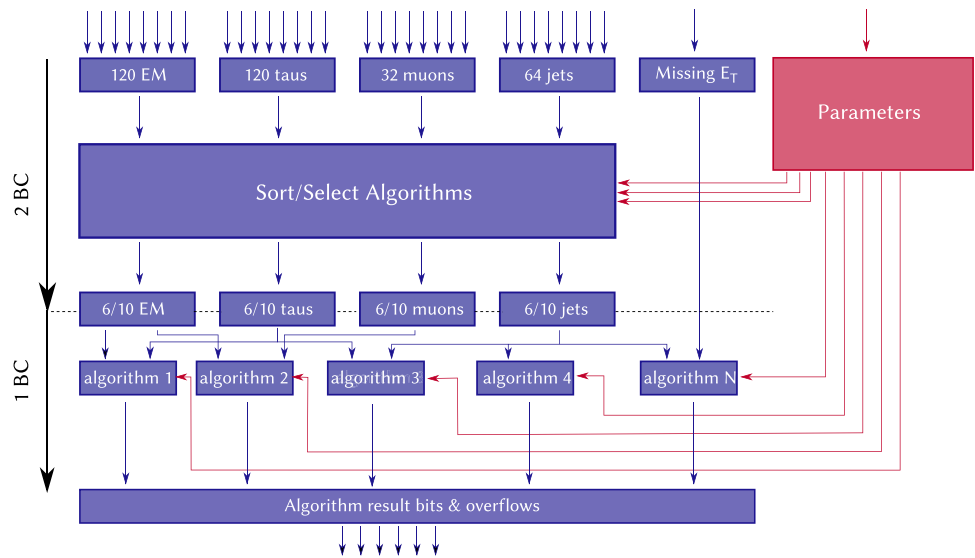 120 EM
120 taus
32 muons
64 jets
Missing E_T
Parameters
2 BC
Sort/Select Algorithms
6/10 EM
6/10 taus
6/10 muons
6/10 jets
1 BC
algorithm 1
algorithm 2
algorithm 3
algorithm 4
algorithm N
Algorithm result bits & overflows